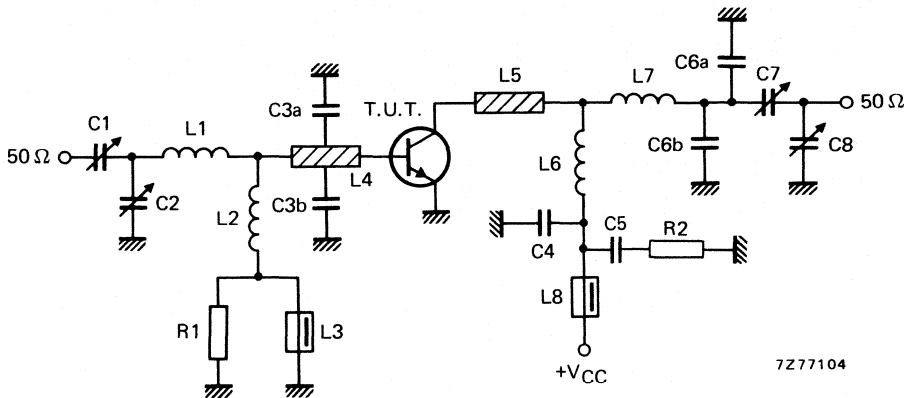 C6a
C7
L5
L7
C3a
T.U.T.
50 Ω
C1
L1
50 Ω
C6b
C8
L4
L6
C2
L2
C3b
C4
C5
R2
R1
L3
L8
+VCC
7Z77104